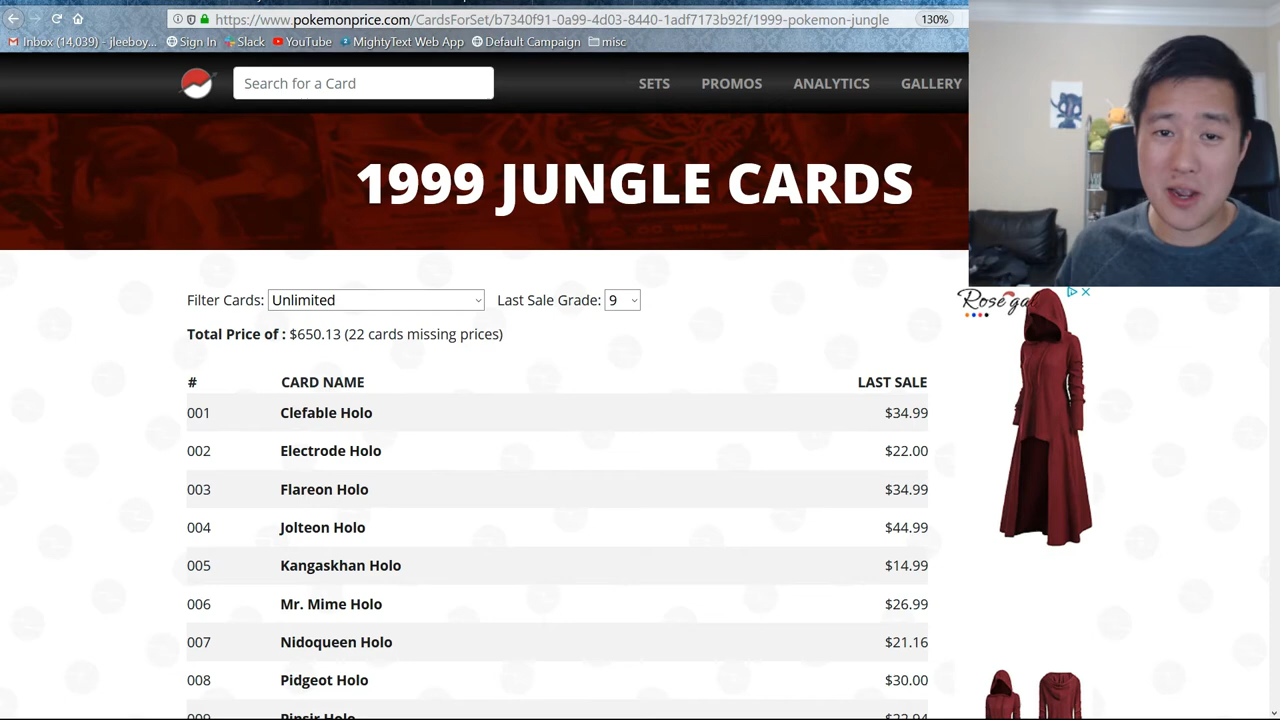 https://www.pokemonprice.com/CardsForSet/b7340f91-0a99-4d03-8440-1adf7173b92f/1999-pokemon-jungle
130%
Inbox (14,039) - jleeboy...
Sign In
Slack
YouTube
MightyText Web App
Default Campaign
misc
Search for a Card
SETS
PROMOS
ANALYTICS
GALLERY
1999 JUNGLE CARDS
Filter Cards: Unlimited Last Sale Grade: 9
Total Price of : $650.13 (22 cards missing prices)
# CARD NAME LAST SALE
001 Clefable Holo $34.99
002 Electrode Holo $22.00
003 Flareon Holo $34.99
004 Jolteon Holo $44.99
005 Kangaskhan Holo $14.99
006 Mr. Mime Holo $26.99
007 Nidoqueen Holo $21.16
008 Pidgeot Holo $30.00
009 Pinsir Holo $22.94